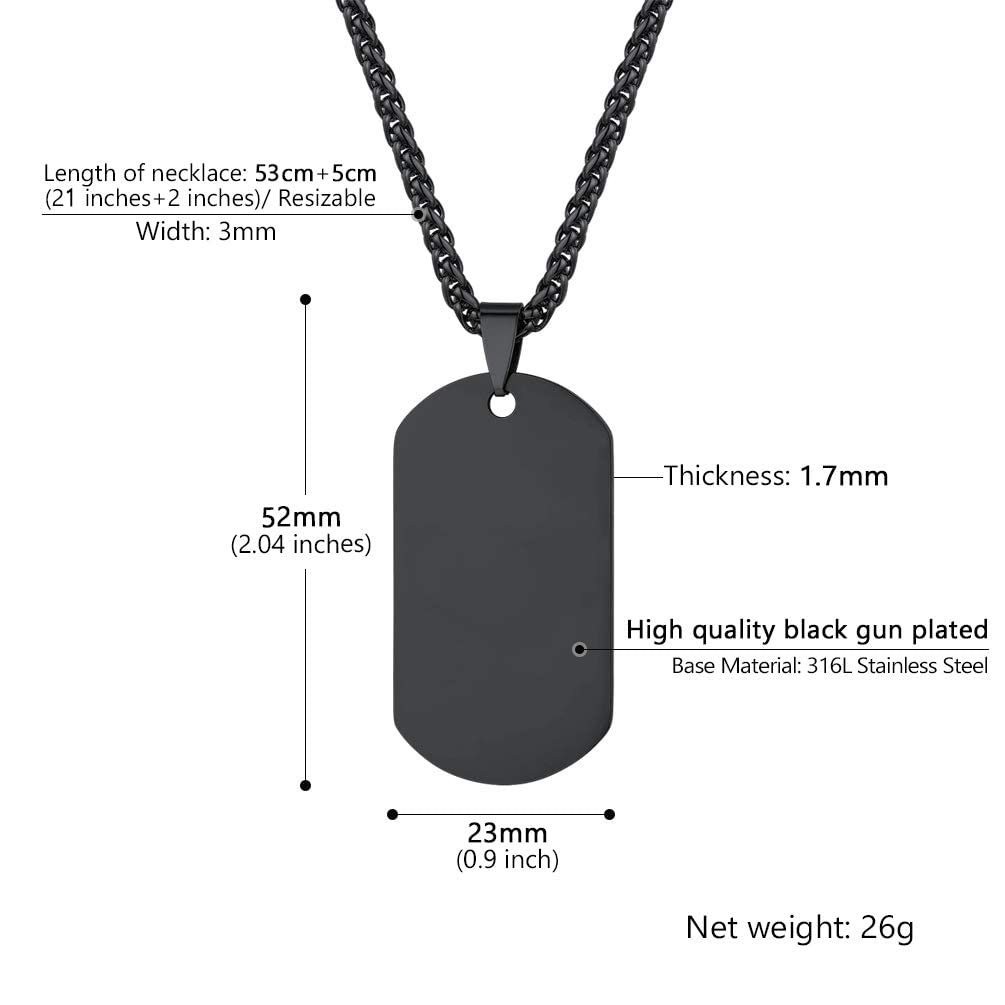 Length of necklace: 53cm+5cm
(21 inches+2 inches)/ Resizable
Width: 3mm
52mm
(2.04 inches)
Thickness: 1.7mm
High quality black gun plated
Base Material: 316L Stainless Steel
23mm
(0.9 inch)
Net weight: 26g